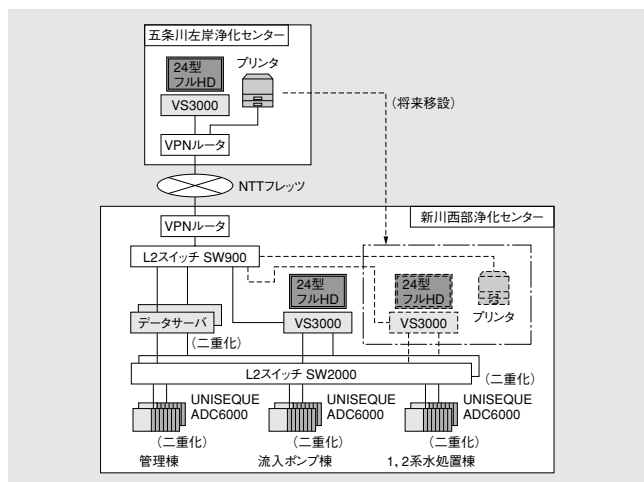 五条川左岸浄化センター
24型
フルHD
プリンタ
VS3000
(将来移設)
VPNルータ
NTTフレッツ
新川西部浄化センター
VPNルータ
L2スイッチ SW900
24型
フルHD
24型
フルHD
データサーバ
VS3000
VS3000
プリンタ
(二重化)
L2スイッチ SW2000
(二重化)
UNISEQUE
ADC6000
UNISEQUE
ADC6000
UNISEQUE
ADC6000
(二重化)
(二重化)
(二重化)
管理棟
流入ポンプ棟
1,2系水処置棟